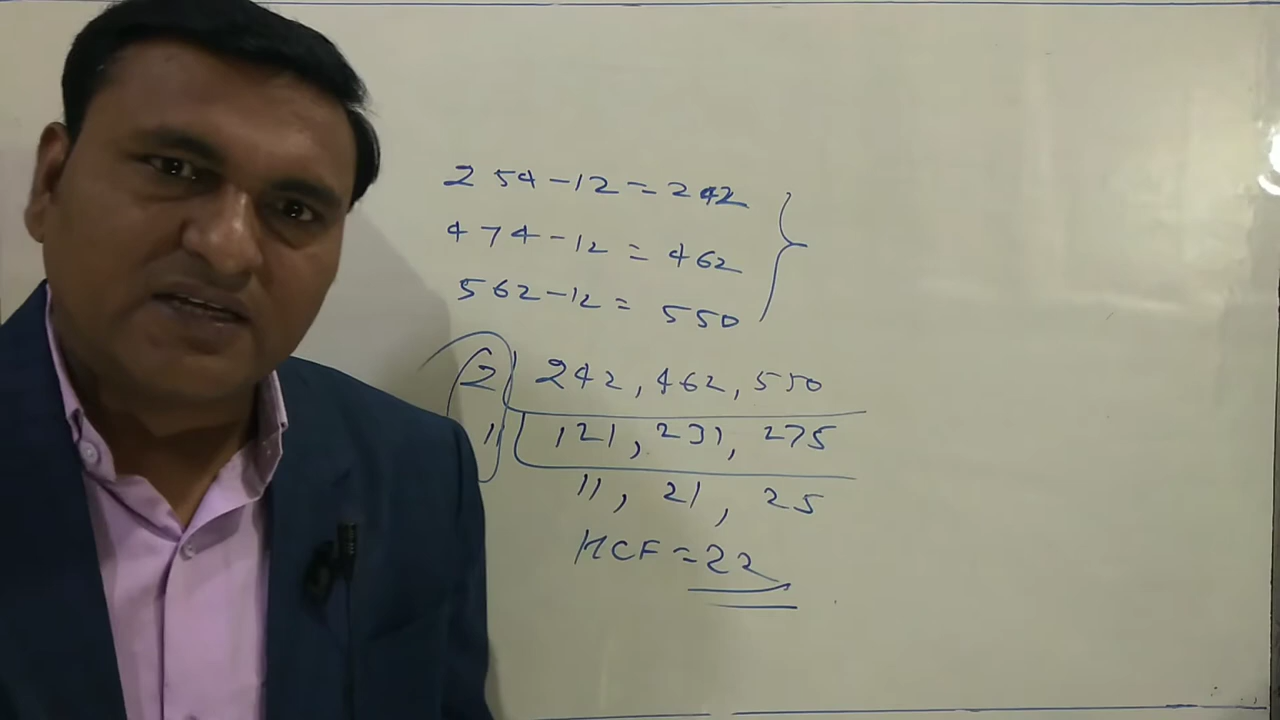 254-12=242
474-12=462
562-12=550
2 242, 462, 550
11 121, 231, 275
11, 21, 25
HCF=22